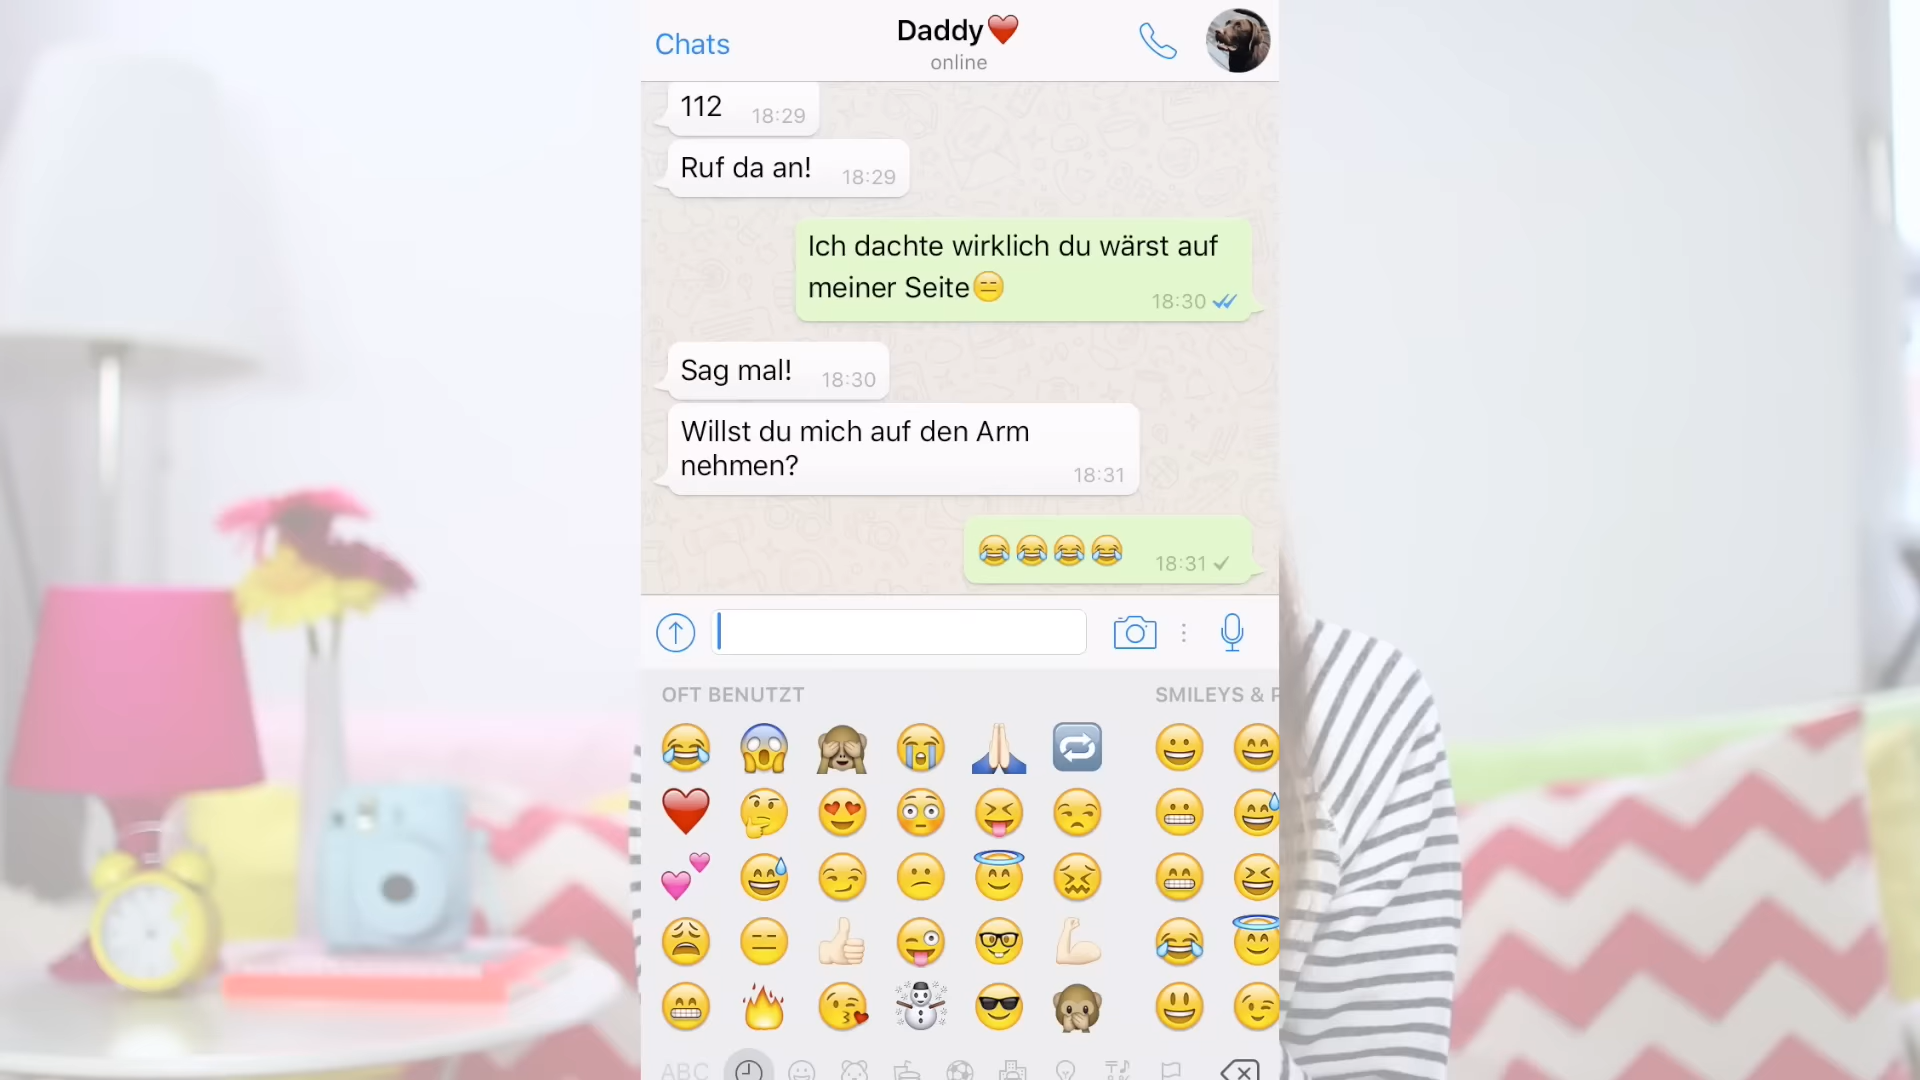 Chats
Daddy❤️
online
112 18:29
Ruf da an! 18:29
Ich dachte wirklich du wärst auf
meiner Seite😑
18:30
Sag mal! 18:30
Willst du mich auf den Arm
nehmen?
18:31
😂😂😂😂 18:31
OFT BENUTZT
SMILEYS & P
ABC